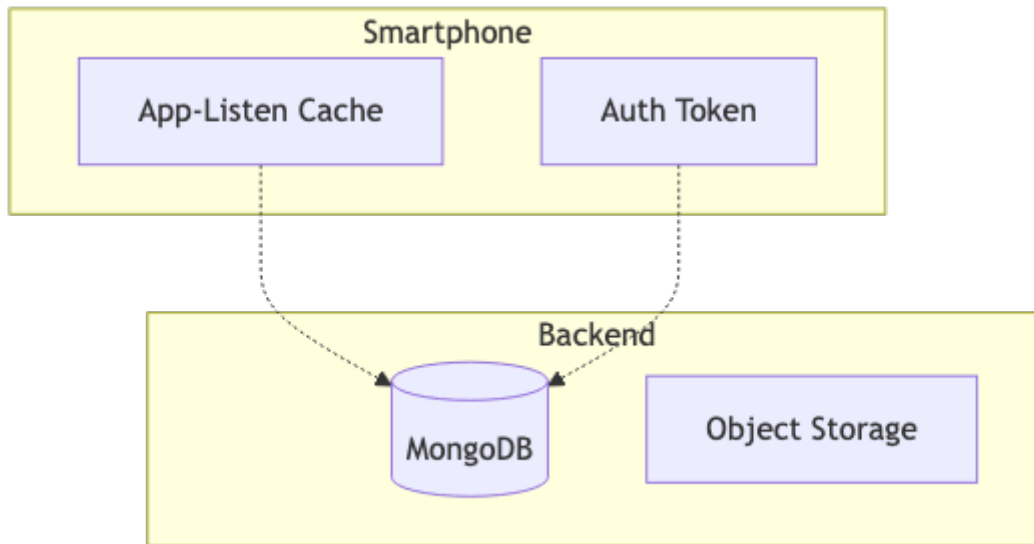 Smartphone
App-Listen Cache
Auth Token
Backend
MongoDB
Object Storage